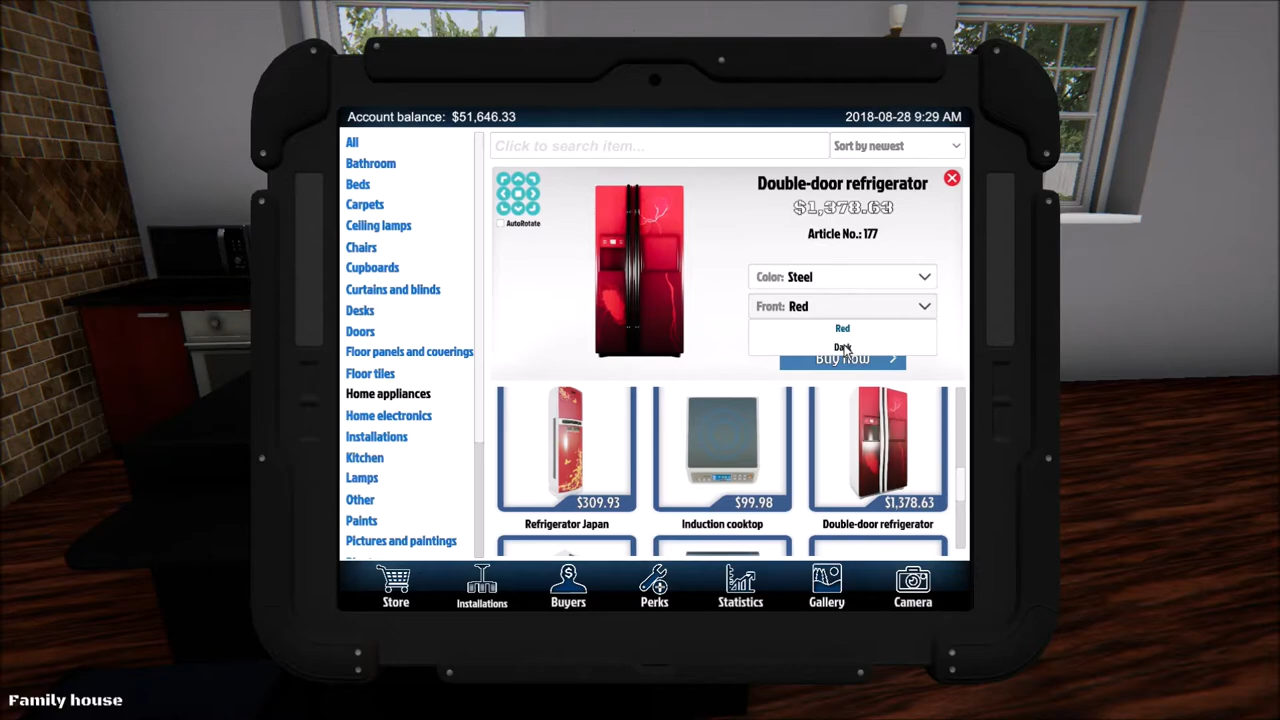 Account balance: $51,646.33
2018-08-28 9:29 AM
All
Bathroom
Beds
Carpets
Ceiling lamps
Chairs
Cupboards
Curtains and blinds
Desks
Doors
Floor panels and coverings
Floor tiles
Home appliances
Home electronics
Installations
Kitchen
Lamps
Other
Paints
Pictures and paintings
Click to search item...
Sort by newest
AutoRotate
Double-door refrigerator
$1,378.63
Article No.: 177
Color: Steel
Front: Red
Red
Dark
Buy now
$309.93
$99.98
$1,378.63
Refrigerator Japan
Induction cooktop
Double-door refrigerator
Store
Installations
Buyers
Perks
Statistics
Gallery
Camera
Family house